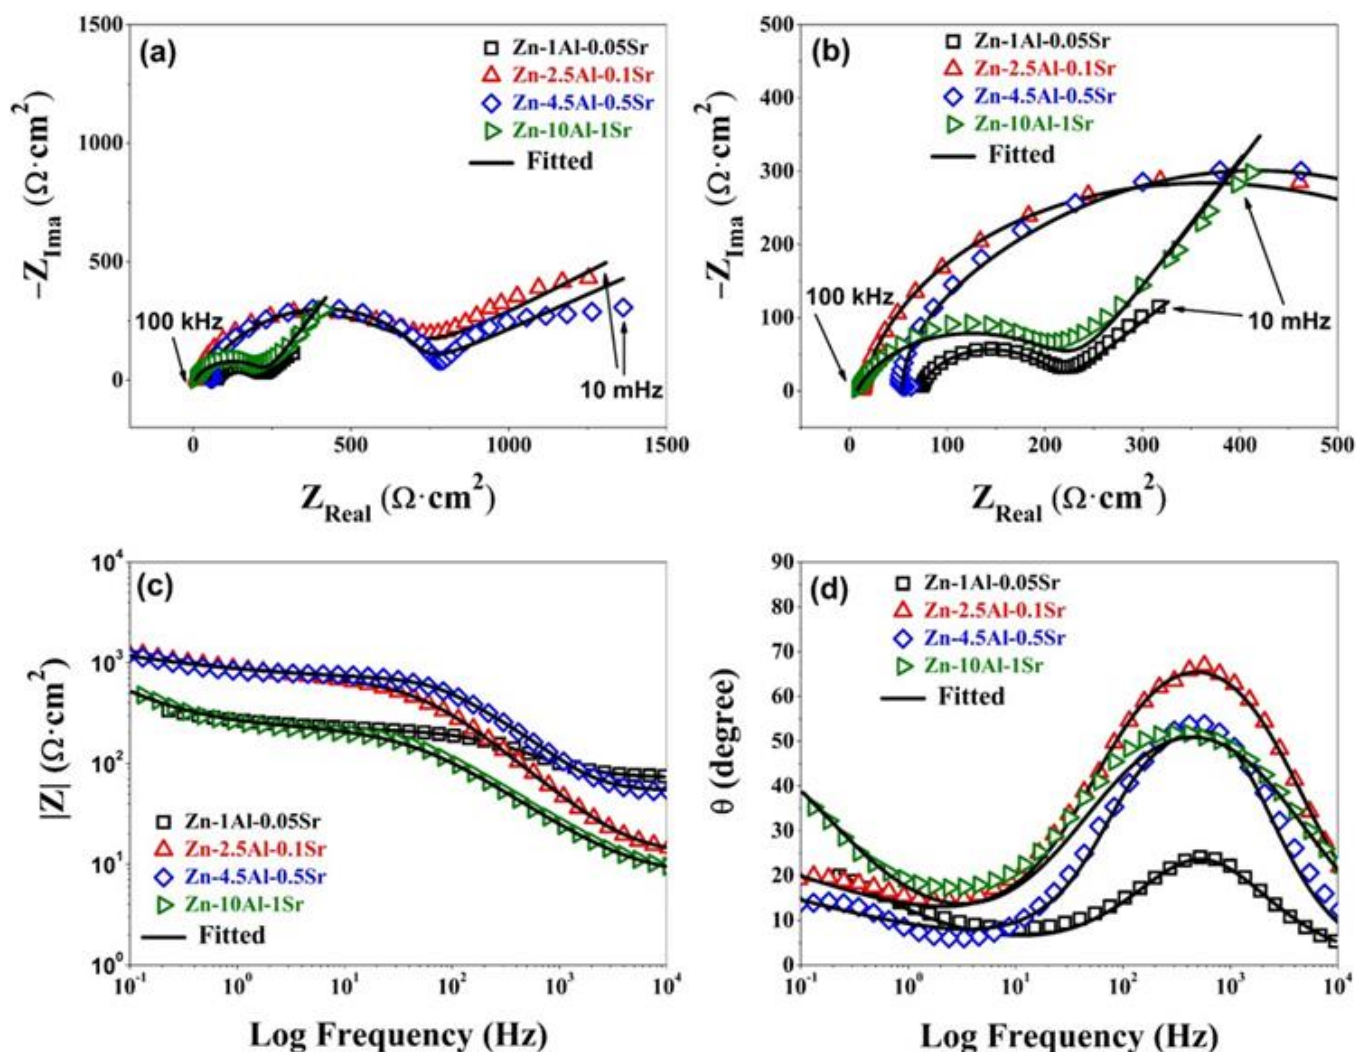 (a)
1500
1000
500
0
−Z_Ima (Ω·cm²)
Zn-1Al-0.05Sr
Zn-2.5Al-0.1Sr
Zn-4.5Al-0.5Sr
Zn-10Al-1Sr
Fitted
100 kHz
10 mHz
0 500 1000 1500
Z_Real (Ω·cm²)
(b)
500
400
300
200
100
0
−Z_Ima (Ω·cm²)
Zn-1Al-0.05Sr
Zn-2.5Al-0.1Sr
Zn-4.5Al-0.5Sr
Zn-10Al-1Sr
Fitted
100 kHz
10 mHz
0 100 200 300 400 500
Z_Real (Ω·cm²)
(c)
10⁴
10³
10²
10¹
10⁰
|Z| (Ω·cm²)
Zn-1Al-0.05Sr
Zn-2.5Al-0.1Sr
Zn-4.5Al-0.5Sr
Zn-10Al-1Sr
Fitted
10⁻¹ 10⁰ 10¹ 10² 10³ 10⁴
Log Frequency (Hz)
(d)
90
80
70
60
50
40
30
20
10
0
θ (degree)
Zn-1Al-0.05Sr
Zn-2.5Al-0.1Sr
Zn-4.5Al-0.5Sr
Zn-10Al-1Sr
Fitted
10⁻¹ 10⁰ 10¹ 10² 10³ 10⁴
Log Frequency (Hz)